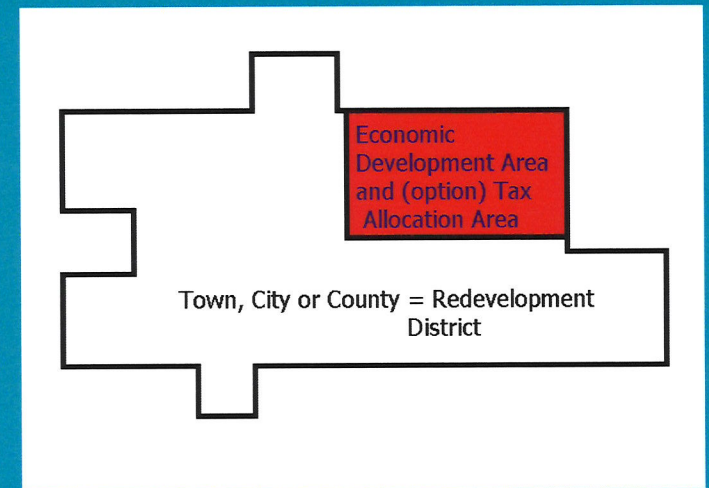 Economic
Development Area
and (option) Tax
Allocation Area
Town, City or County = Redevelopment
District